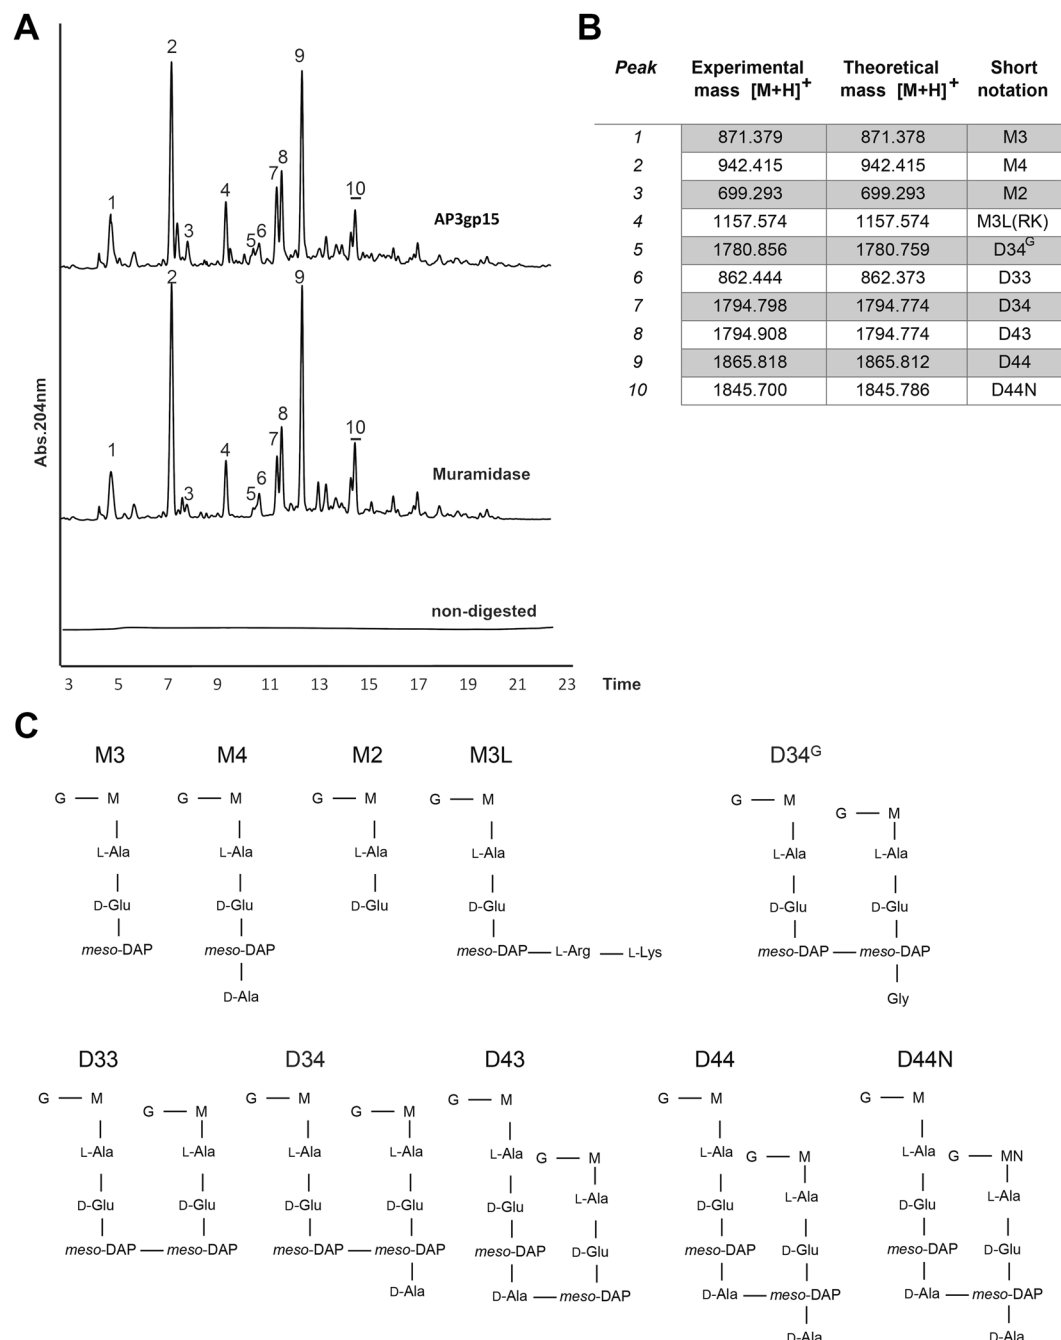 A
2
9
8
7
4
10
1
3
5
6
AP3gp15
2
9
8
10
7
1
4
6
3
5
Muramidase
non-digested
Abs.204nm
3 5 7 9 11 13 15 17 19 21 23 Time
B
Peak Experimental mass [M+H]+ Theoretical mass [M+H]+ Short notation
1 871.379 871.378 M3
2 942.415 942.415 M4
3 699.293 699.293 M2
4 1157.574 1157.574 M3L(RK)
5 1780.856 1780.759 D34G
6 862.444 862.373 D33
7 1794.798 1794.774 D34
8 1794.908 1794.774 D43
9 1865.818 1865.812 D44
10 1845.700 1845.786 D44N
C
M3
G — M
L-Ala
D-Glu
meso-DAP
M4
G — M
L-Ala
D-Glu
meso-DAP
D-Ala
M2
G — M
L-Ala
D-Glu
M3L
G — M
L-Ala
D-Glu
meso-DAP — L-Arg — L-Lys
D34G
G — M
G — M
L-Ala L-Ala
D-Glu D-Glu
meso-DAP — meso-DAP
Gly
D33
G — M
G — M
L-Ala L-Ala
D-Glu D-Glu
meso-DAP — meso-DAP
D34
G — M
G — M
L-Ala L-Ala
D-Glu D-Glu
meso-DAP — meso-DAP
D-Ala
D43
G — M
L-Ala G — M
D-Glu L-Ala
meso-DAP D-Glu
D-Ala — meso-DAP
D44
G — M
L-Ala G — M
D-Glu L-Ala
meso-DAP D-Glu
D-Ala — meso-DAP
D-Ala
D44N
G — M
L-Ala G — MN
D-Glu L-Ala
meso-DAP D-Glu
D-Ala — meso-DAP
D-Ala